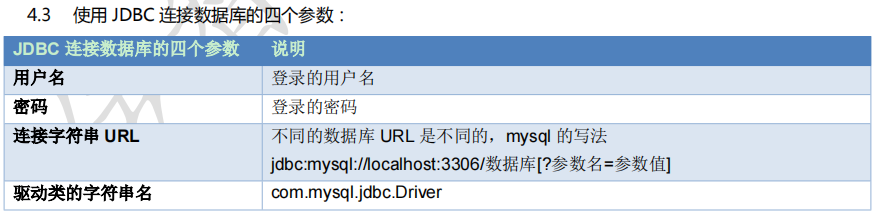 4.3 使用 JDBC 连接数据库的四个参数：
JDBC 连接数据库的四个参数 说明
用户名 登录的用户名
密码 登录的密码
连接字符串 URL 不同的数据库 URL 是不同的，mysql 的写法
jdbc:mysql://localhost:3306/数据库[?参数名=参数值]
驱动类的字符串名 com.mysql.jdbc.Driver